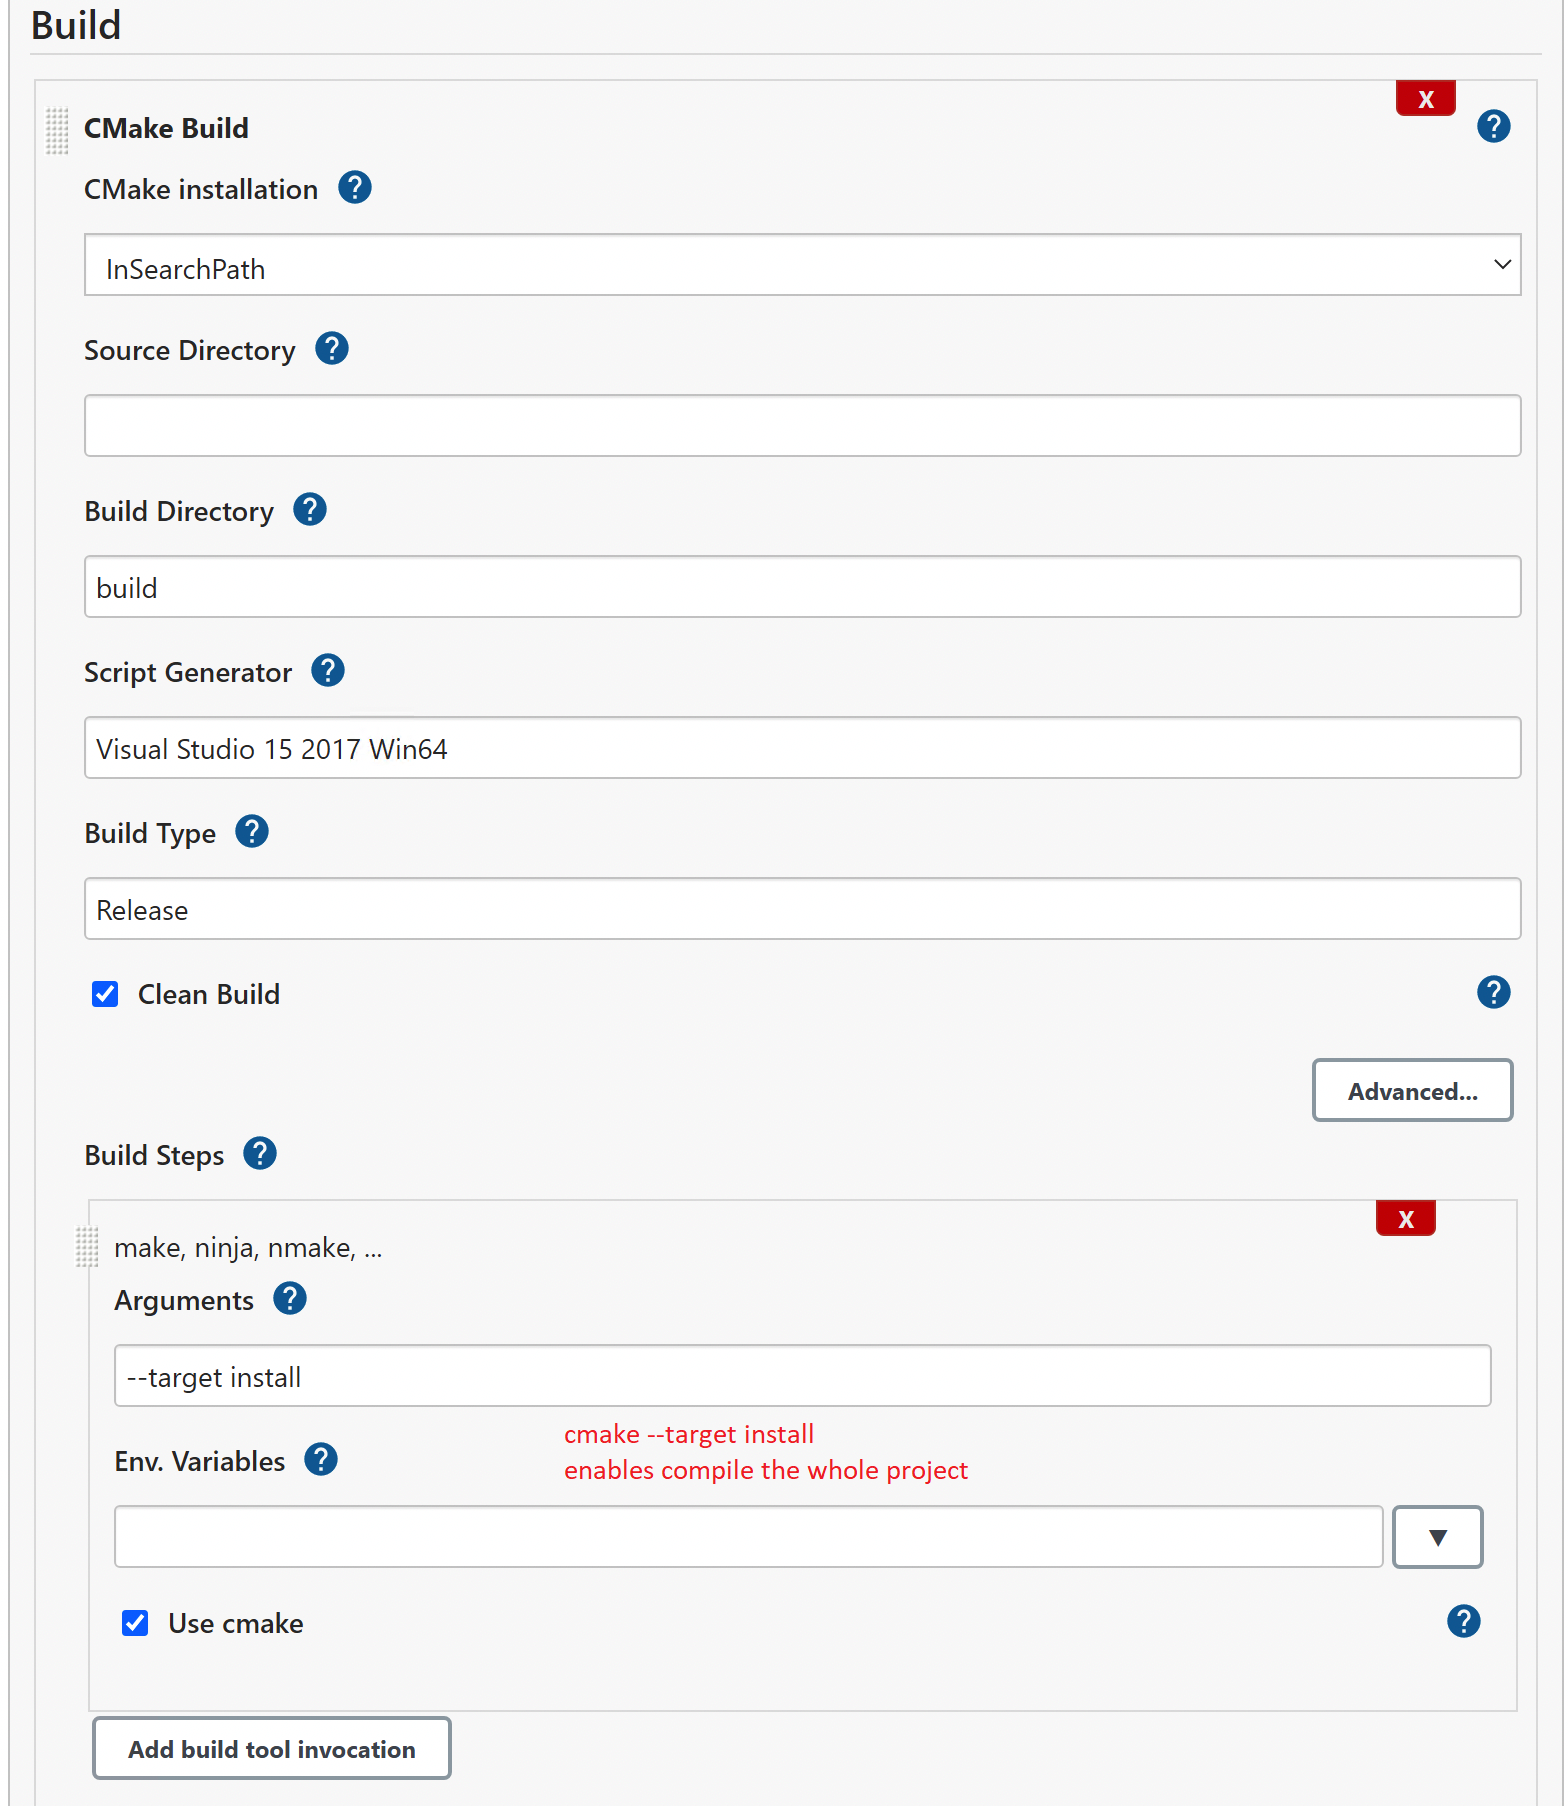 Build
X
CMake Build ?
CMake installation ?
InSearchPath
Source Directory ?
Build Directory ?
build
Script Generator ?
Visual Studio 15 2017 Win64
Build Type ?
Release
Clean Build ?
Advanced...
Build Steps ?
X
make, ninja, nmake, ...
Arguments ?
--target install
cmake --target install
enables compile the whole project
Env. Variables ?
Use cmake ?
Add build tool invocation